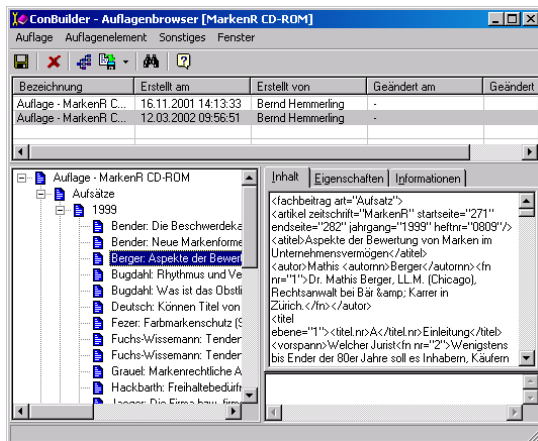 ConBuilder - Auflagenbrowser [MarkenR CD-ROM]
Auflage Auflagenelement Sonstiges Fenster
Bezeichnung Erstellt am Erstellt von Geändert am Geändert
Auflage - MarkenR C... 16.11.2001 14:13:33 Bernd Hemmerling -
Auflage - MarkenR C... 12.03.2002 09:56:51 Bernd Hemmerling -
Auflage - MarkenR CD-ROM
Aufsätze
1999
Bender: Die Beschwerdeka
Bender: Neue Markenforme
Berger: Aspekte der Bewert
Bugdahl: Rhythmus und Ve
Bugdahl: Was ist das Obstli
Deutsch: Können Titel von
Fezer: Farbmarkenschutz (S
Fuchs-Wissemann: Tender
Fuchs-Wissemann: Tender
Grauel: Markenrechtliche A
Hackbarth: Freihaltebedürfr
Jaeger: Die Firma bzw. firm
Inhalt Eigenschaften Informationen
<fachbeitrag art="Aufsatz">
<artikel zeitschrift="MarkenR" startseite="271"
endseite="282" jahrgang="1999" heftnr="0809"/>
<atitel>Aspekte der Bewertung von Marken im
Unternehmensvermögen</atitel>
<autor>Mathis <autornn>Berger</autornn><fn
nr="1">Dr. Mathis Berger, LL.M. (Chicago),
Rechtsanwalt bei Bär &amp; Karrer in
Zürich.</fn></autor>
<titel
ebene="1"><titel.nr>A</titel.nr>Einleitung</titel>
<vorspann>Welcher Jurist<fn nr="2">Wenigstens
bis Ender der 80er Jahre soll es Inhabern, Käufern